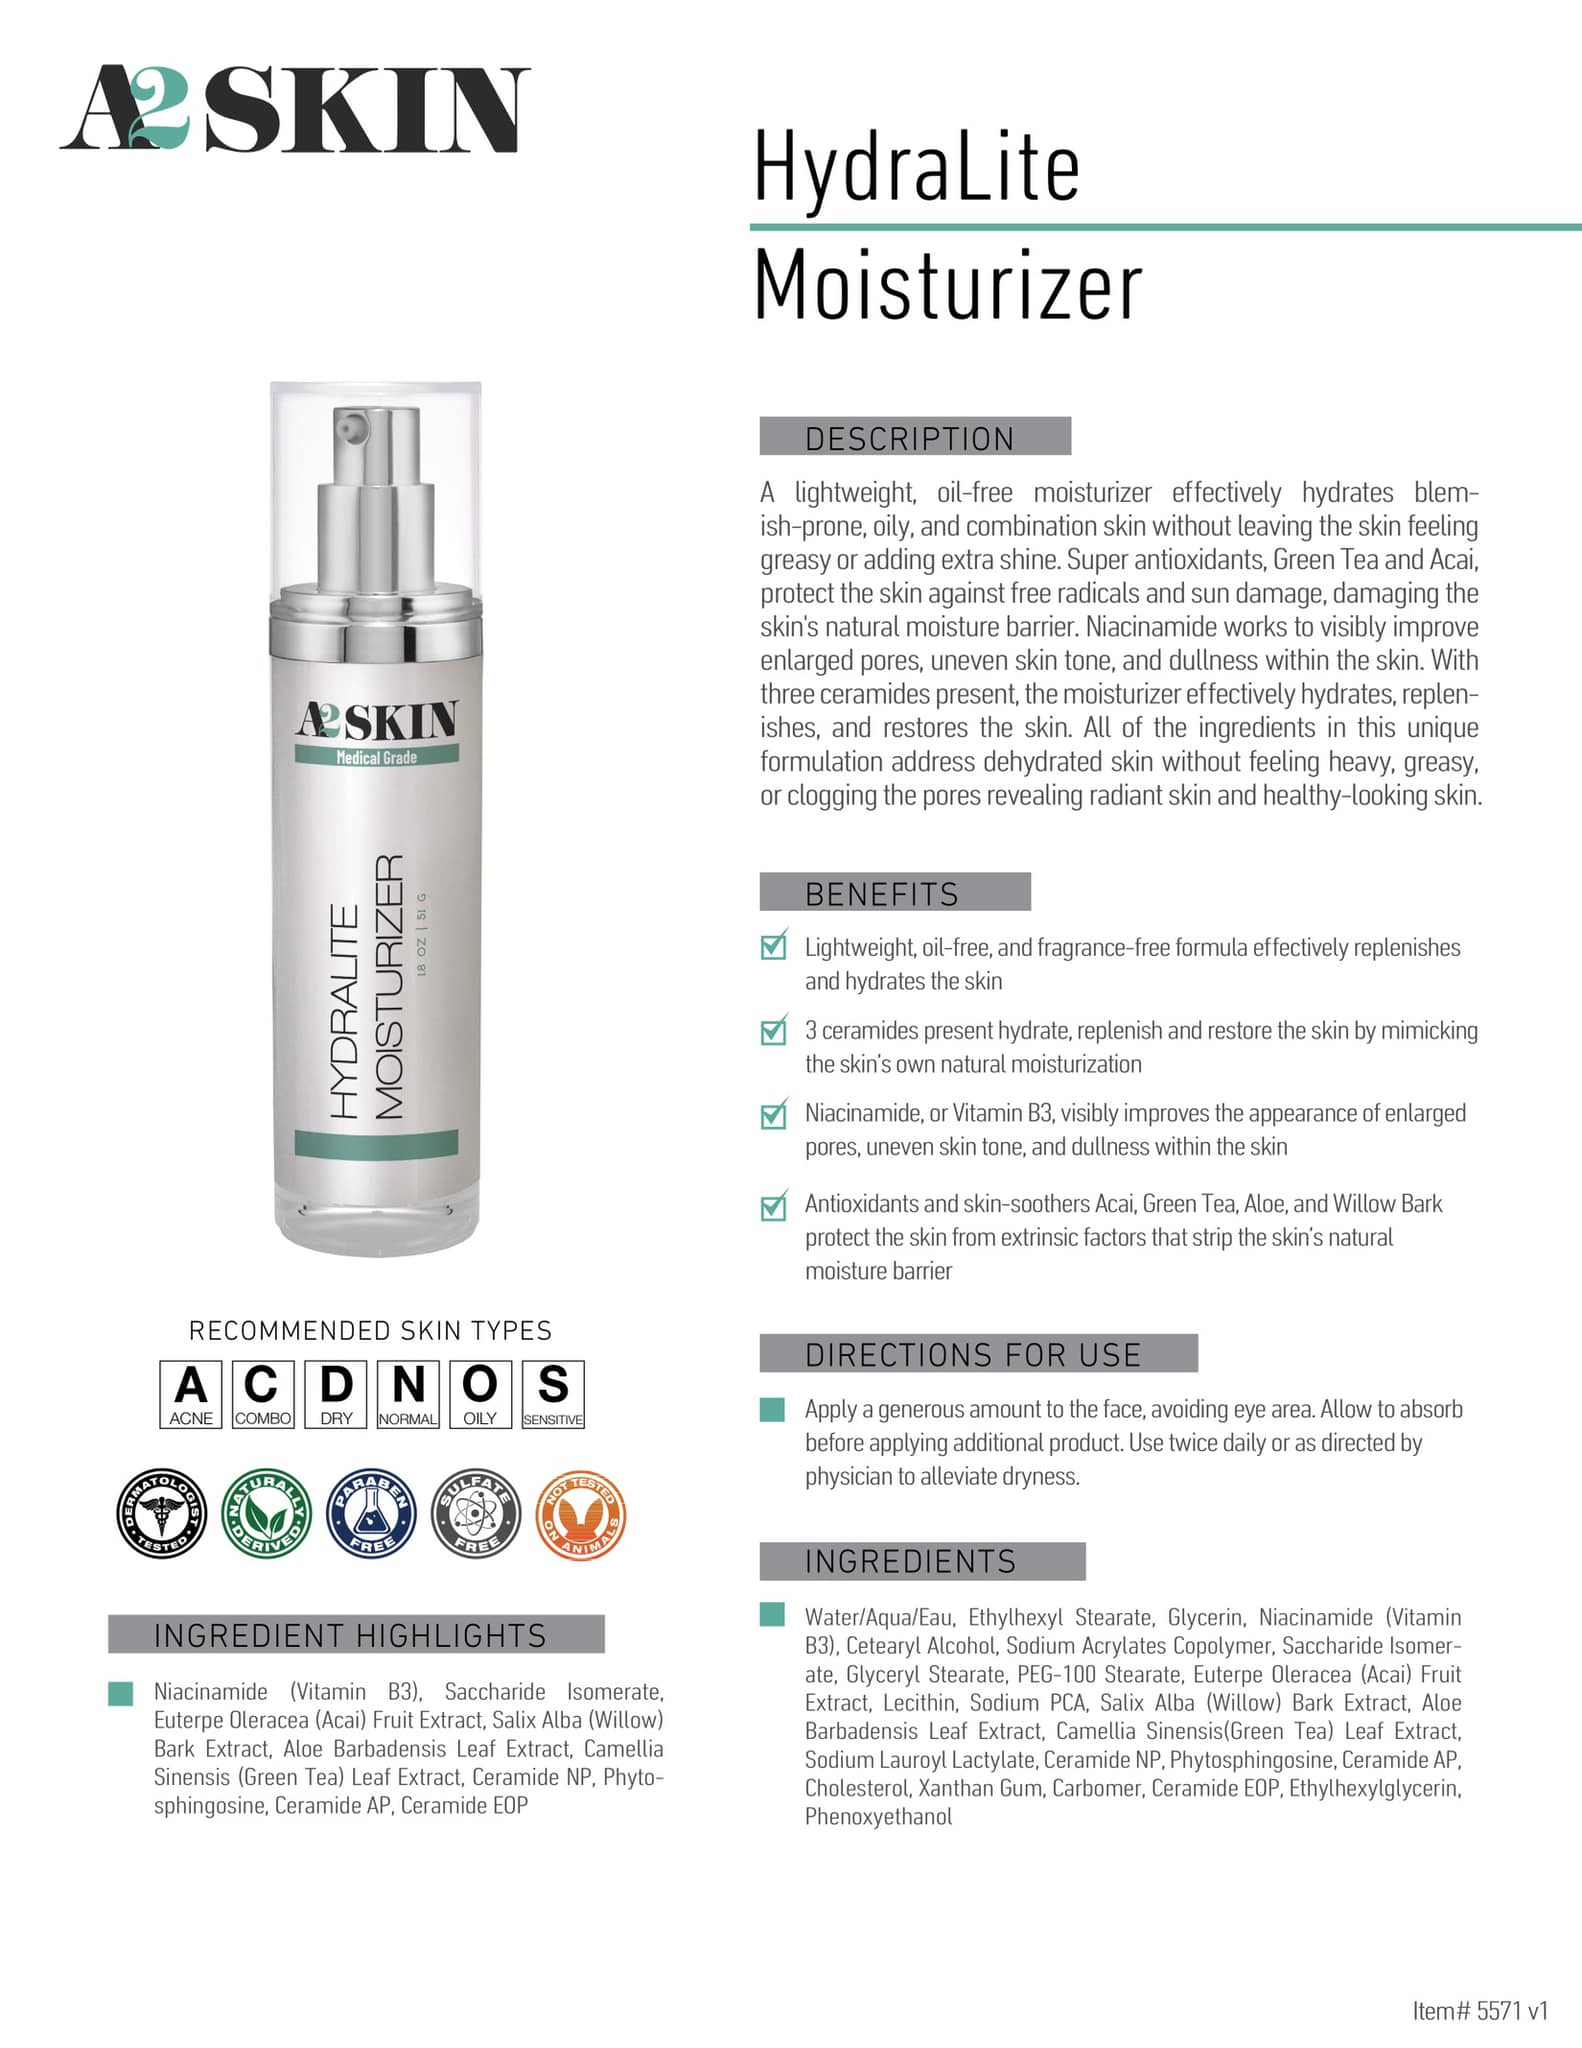 A2 SKIN
HydraLite
Moisturizer
A2 SKIN
Medical Grade
HYDRALITE
MOISTURIZER
1.8 OZ | 51 G
RECOMMENDED SKIN TYPES
A C D N O S
ACNE COMBO DRY NORMAL OILY SENSITIVE
DERMATOLOGIST · TESTED ·
NATURALLY · DERIVED ·
PARABEN · FREE ·
SULFATE · FREE ·
NOT TESTED ON ANIMALS
INGREDIENT HIGHLIGHTS
Niacinamide (Vitamin B3), Saccharide Isomerate,
Euterpe Oleracea (Acai) Fruit Extract, Salix Alba (Willow)
Bark Extract, Aloe Barbadensis Leaf Extract, Camellia
Sinensis (Green Tea) Leaf Extract, Ceramide NP, Phyto-
sphingosine, Ceramide AP, Ceramide EOP
DESCRIPTION
A lightweight, oil-free moisturizer effectively hydrates blem-
ish-prone, oily, and combination skin without leaving the skin feeling
greasy or adding extra shine. Super antioxidants, Green Tea and Acai,
protect the skin against free radicals and sun damage, damaging the
skin's natural moisture barrier. Niacinamide works to visibly improve
enlarged pores, uneven skin tone, and dullness within the skin. With
three ceramides present, the moisturizer effectively hydrates, replen-
ishes, and restores the skin. All of the ingredients in this unique
formulation address dehydrated skin without feeling heavy, greasy,
or clogging the pores revealing radiant skin and healthy-looking skin.
BENEFITS
Lightweight, oil-free, and fragrance-free formula effectively replenishes
and hydrates the skin
3 ceramides present hydrate, replenish and restore the skin by mimicking
the skin's own natural moisturization
Niacinamide, or Vitamin B3, visibly improves the appearance of enlarged
pores, uneven skin tone, and dullness within the skin
Antioxidants and skin-soothers Acai, Green Tea, Aloe, and Willow Bark
protect the skin from extrinsic factors that strip the skin's natural
moisture barrier
DIRECTIONS FOR USE
Apply a generous amount to the face, avoiding eye area. Allow to absorb
before applying additional product. Use twice daily or as directed by
physician to alleviate dryness.
INGREDIENTS
Water/Aqua/Eau, Ethylhexyl Stearate, Glycerin, Niacinamide (Vitamin
B3), Cetearyl Alcohol, Sodium Acrylates Copolymer, Saccharide Isomer-
ate, Glyceryl Stearate, PEG-100 Stearate, Euterpe Oleracea (Acai) Fruit
Extract, Lecithin, Sodium PCA, Salix Alba (Willow) Bark Extract, Aloe
Barbadensis Leaf Extract, Camellia Sinensis(Green Tea) Leaf Extract,
Sodium Lauroyl Lactylate, Ceramide NP, Phytosphingosine, Ceramide AP,
Cholesterol, Xanthan Gum, Carbomer, Ceramide EOP, Ethylhexylglycerin,
Phenoxyethanol
Item# 5571 v1